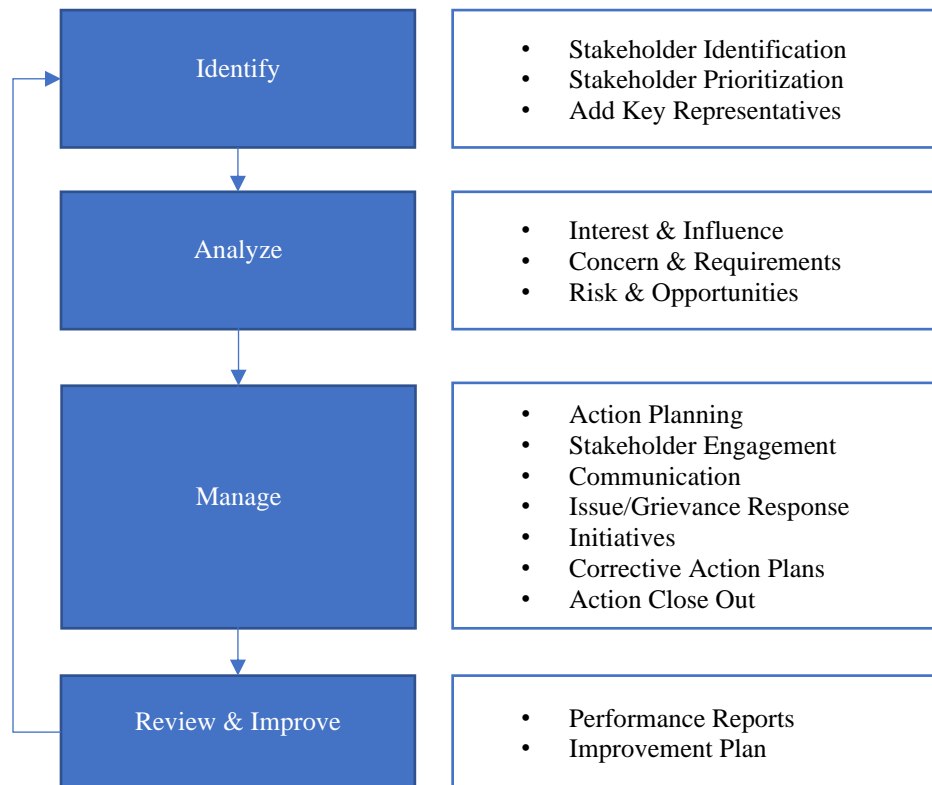 Identify
• Stakeholder Identification
• Stakeholder Prioritization
• Add Key Representatives
Analyze
• Interest & Influence
• Concern & Requirements
• Risk & Opportunities
Manage
• Action Planning
• Stakeholder Engagement
• Communication
• Issue/Grievance Response
• Initiatives
• Corrective Action Plans
• Action Close Out
Review & Improve
• Performance Reports
• Improvement Plan